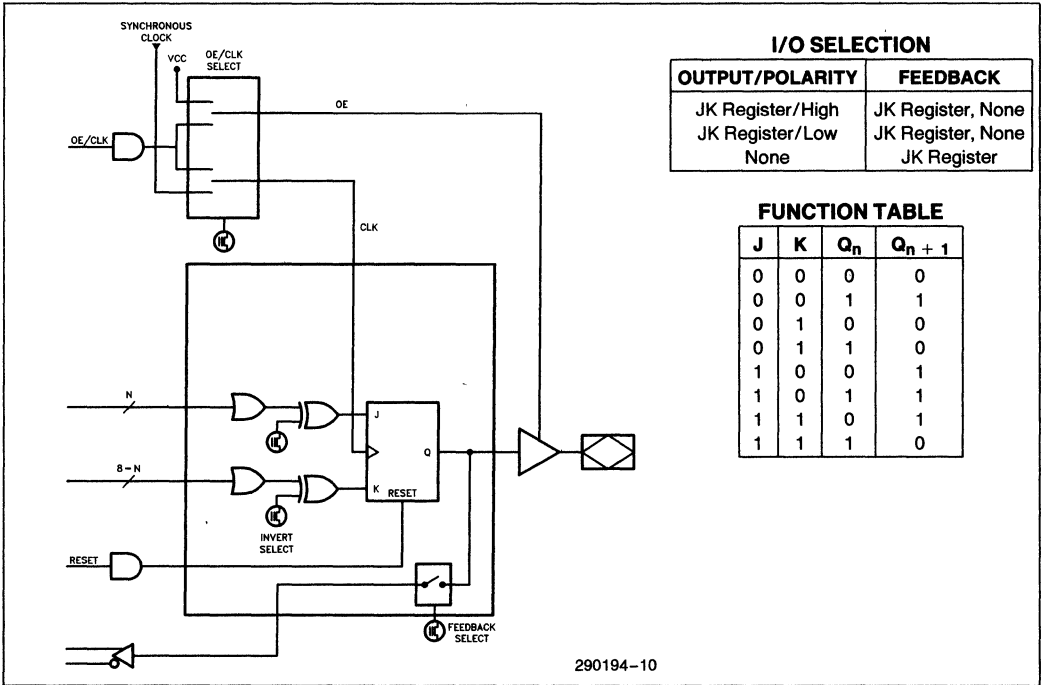 SYNCHRONOUS
CLOCK
VCC
OE/CLK
SELECT
OE
OE/CLK
CLK
N
J
Q
8-N
K
RESET
INVERT
SELECT
RESET
FEEDBACK
SELECT
290194-10
I/O SELECTION
OUTPUT/POLARITY FEEDBACK
JK Register/High JK Register, None
JK Register/Low JK Register, None
None JK Register
FUNCTION TABLE
J K Qn Qn + 1
0 0 0 0
0 0 1 1
0 1 0 0
0 1 1 0
1 0 0 1
1 0 1 1
1 1 0 1
1 1 1 0